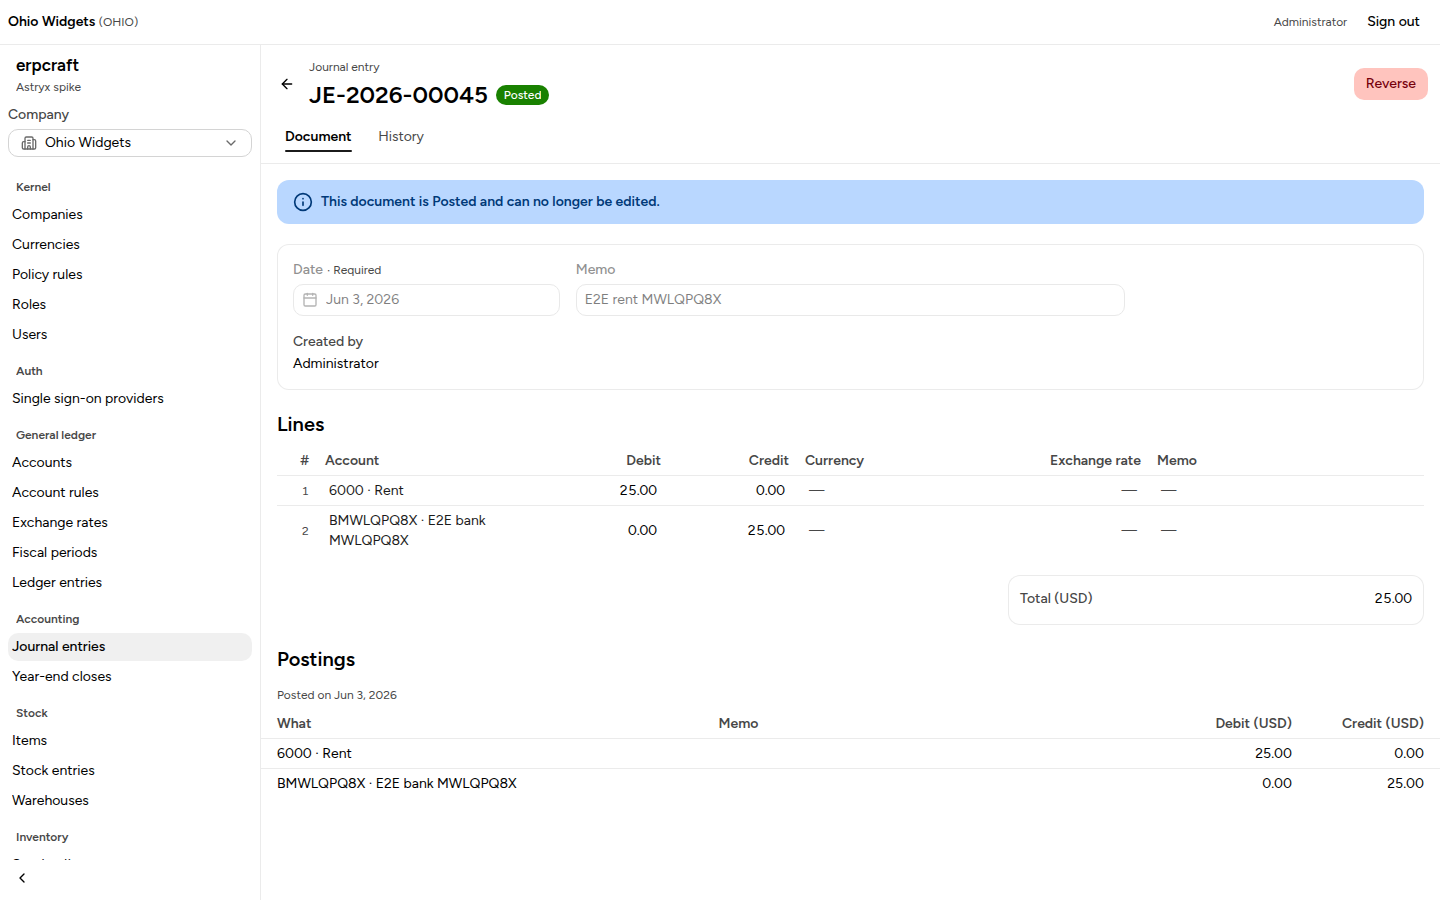 Ohio Widgets (OHIO)
Administrator
Sign out
erpcraft
Astryx spike
Company
Ohio Widgets
Kernel
Companies
Currencies
Policy rules
Roles
Users
Auth
Single sign-on providers
General ledger
Accounts
Account rules
Exchange rates
Fiscal periods
Ledger entries
Accounting
Journal entries
Year-end closes
Stock
Items
Stock entries
Warehouses
Inventory
Journal entry
JE-2026-00045 Posted
Reverse
Document History
This document is Posted and can no longer be edited.
Date · Required Memo
Jun 3, 2026 E2E rent MWLQPQ8X
Created by
Administrator
Lines
# Account Debit Credit Currency Exchange rate Memo
1 6000 · Rent 25.00 0.00 — — —
2 BMWLQPQ8X · E2E bank MWLQPQ8X 0.00 25.00 — — —
Total (USD) 25.00
Postings
Posted on Jun 3, 2026
What Memo Debit (USD) Credit (USD)
6000 · Rent 25.00 0.00
BMWLQPQ8X · E2E bank MWLQPQ8X 0.00 25.00